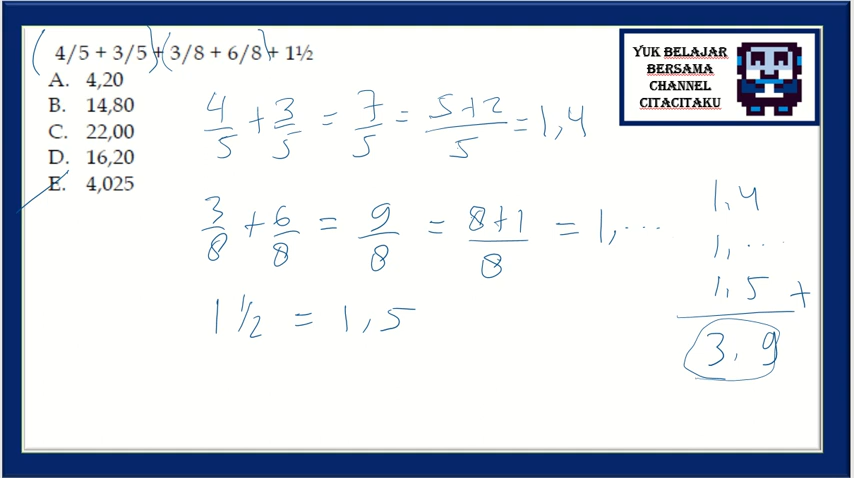 (4/5 + 3/5) + (3/8 + 6/8) + 1½
A. 4,20
B. 14,80
C. 22,00
D. 16,20
E. 4,025
YUK BELAJAR
BERSAMA
CHANNEL
CITACITAKU
4/5 + 3/5 = 7/5 = 5+2/5 = 1,4
3/8 + 6/8 = 9/8 = 8+1/8 = 1,...
1 1/2 = 1,5
1,4
1,...
1,5 +
3,9